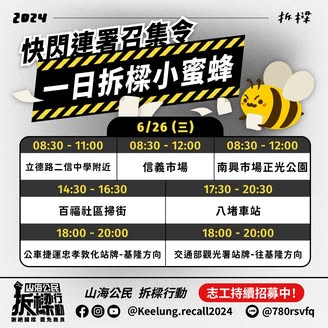 2024
拆樑
快閃連署召集令
一日拆樑小蜜蜂
6/26 (三)
08:30 - 11:00
立德路二信中學附近
08:30 - 12:00
信義市場
08:30 - 12:00
南興市場正光公園
14:30 - 16:30
百福社區掃街
17:30 - 20:30
八堵車站
18:00 - 20:00
公車捷運忠孝敦化站牌-基隆方向
18:00 - 20:00
交通部觀光署站牌-往基隆方向
山海公民
拆樑行動
山海公民 拆樑行動
志工持續招募中!
@Keelung.recall2024
@780rsvfq